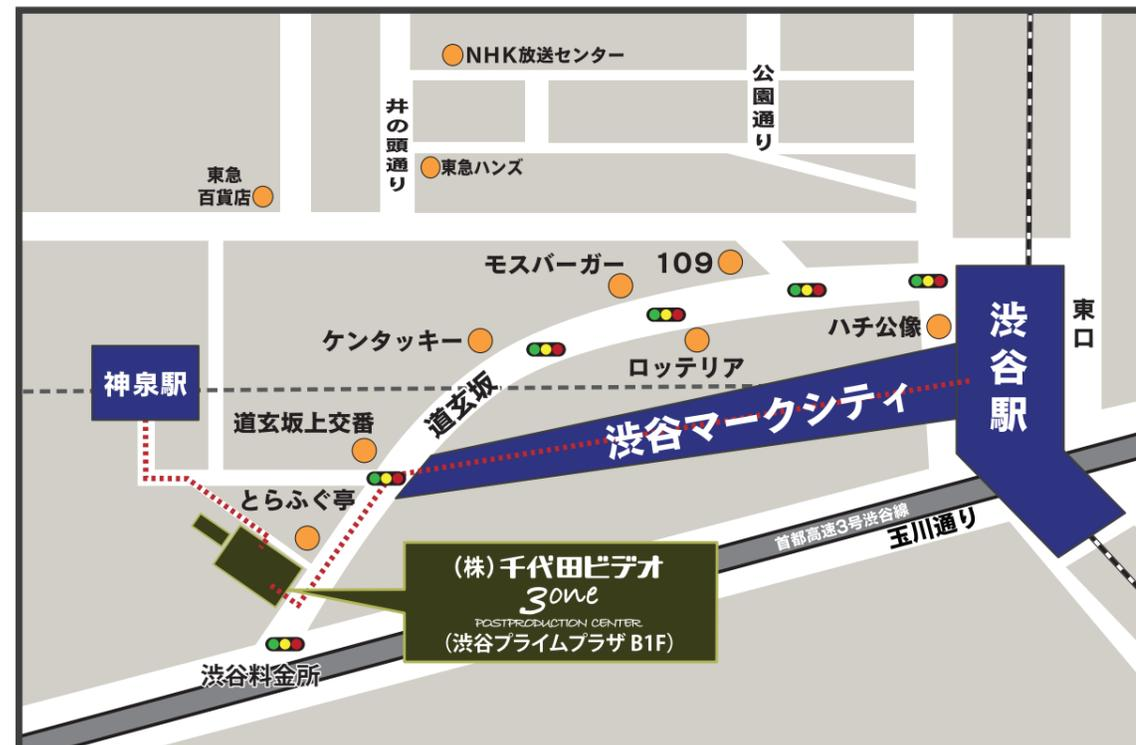 NHK放送センター
井の頭通り
公園通り
東急
百貨店
東急ハンズ
モスバーガー
109
ケンタッキー
ロッテリア
ハチ公像
渋谷駅
東口
神泉駅
道玄坂
渋谷マークシティ
道玄坂上交番
とらふぐ亭
首都高速3号渋谷線
玉川通り
(株)千代田ビデオ
3one
POSTPRODUCTION CENTER
(渋谷プライムプラザ B1F)
渋谷料金所